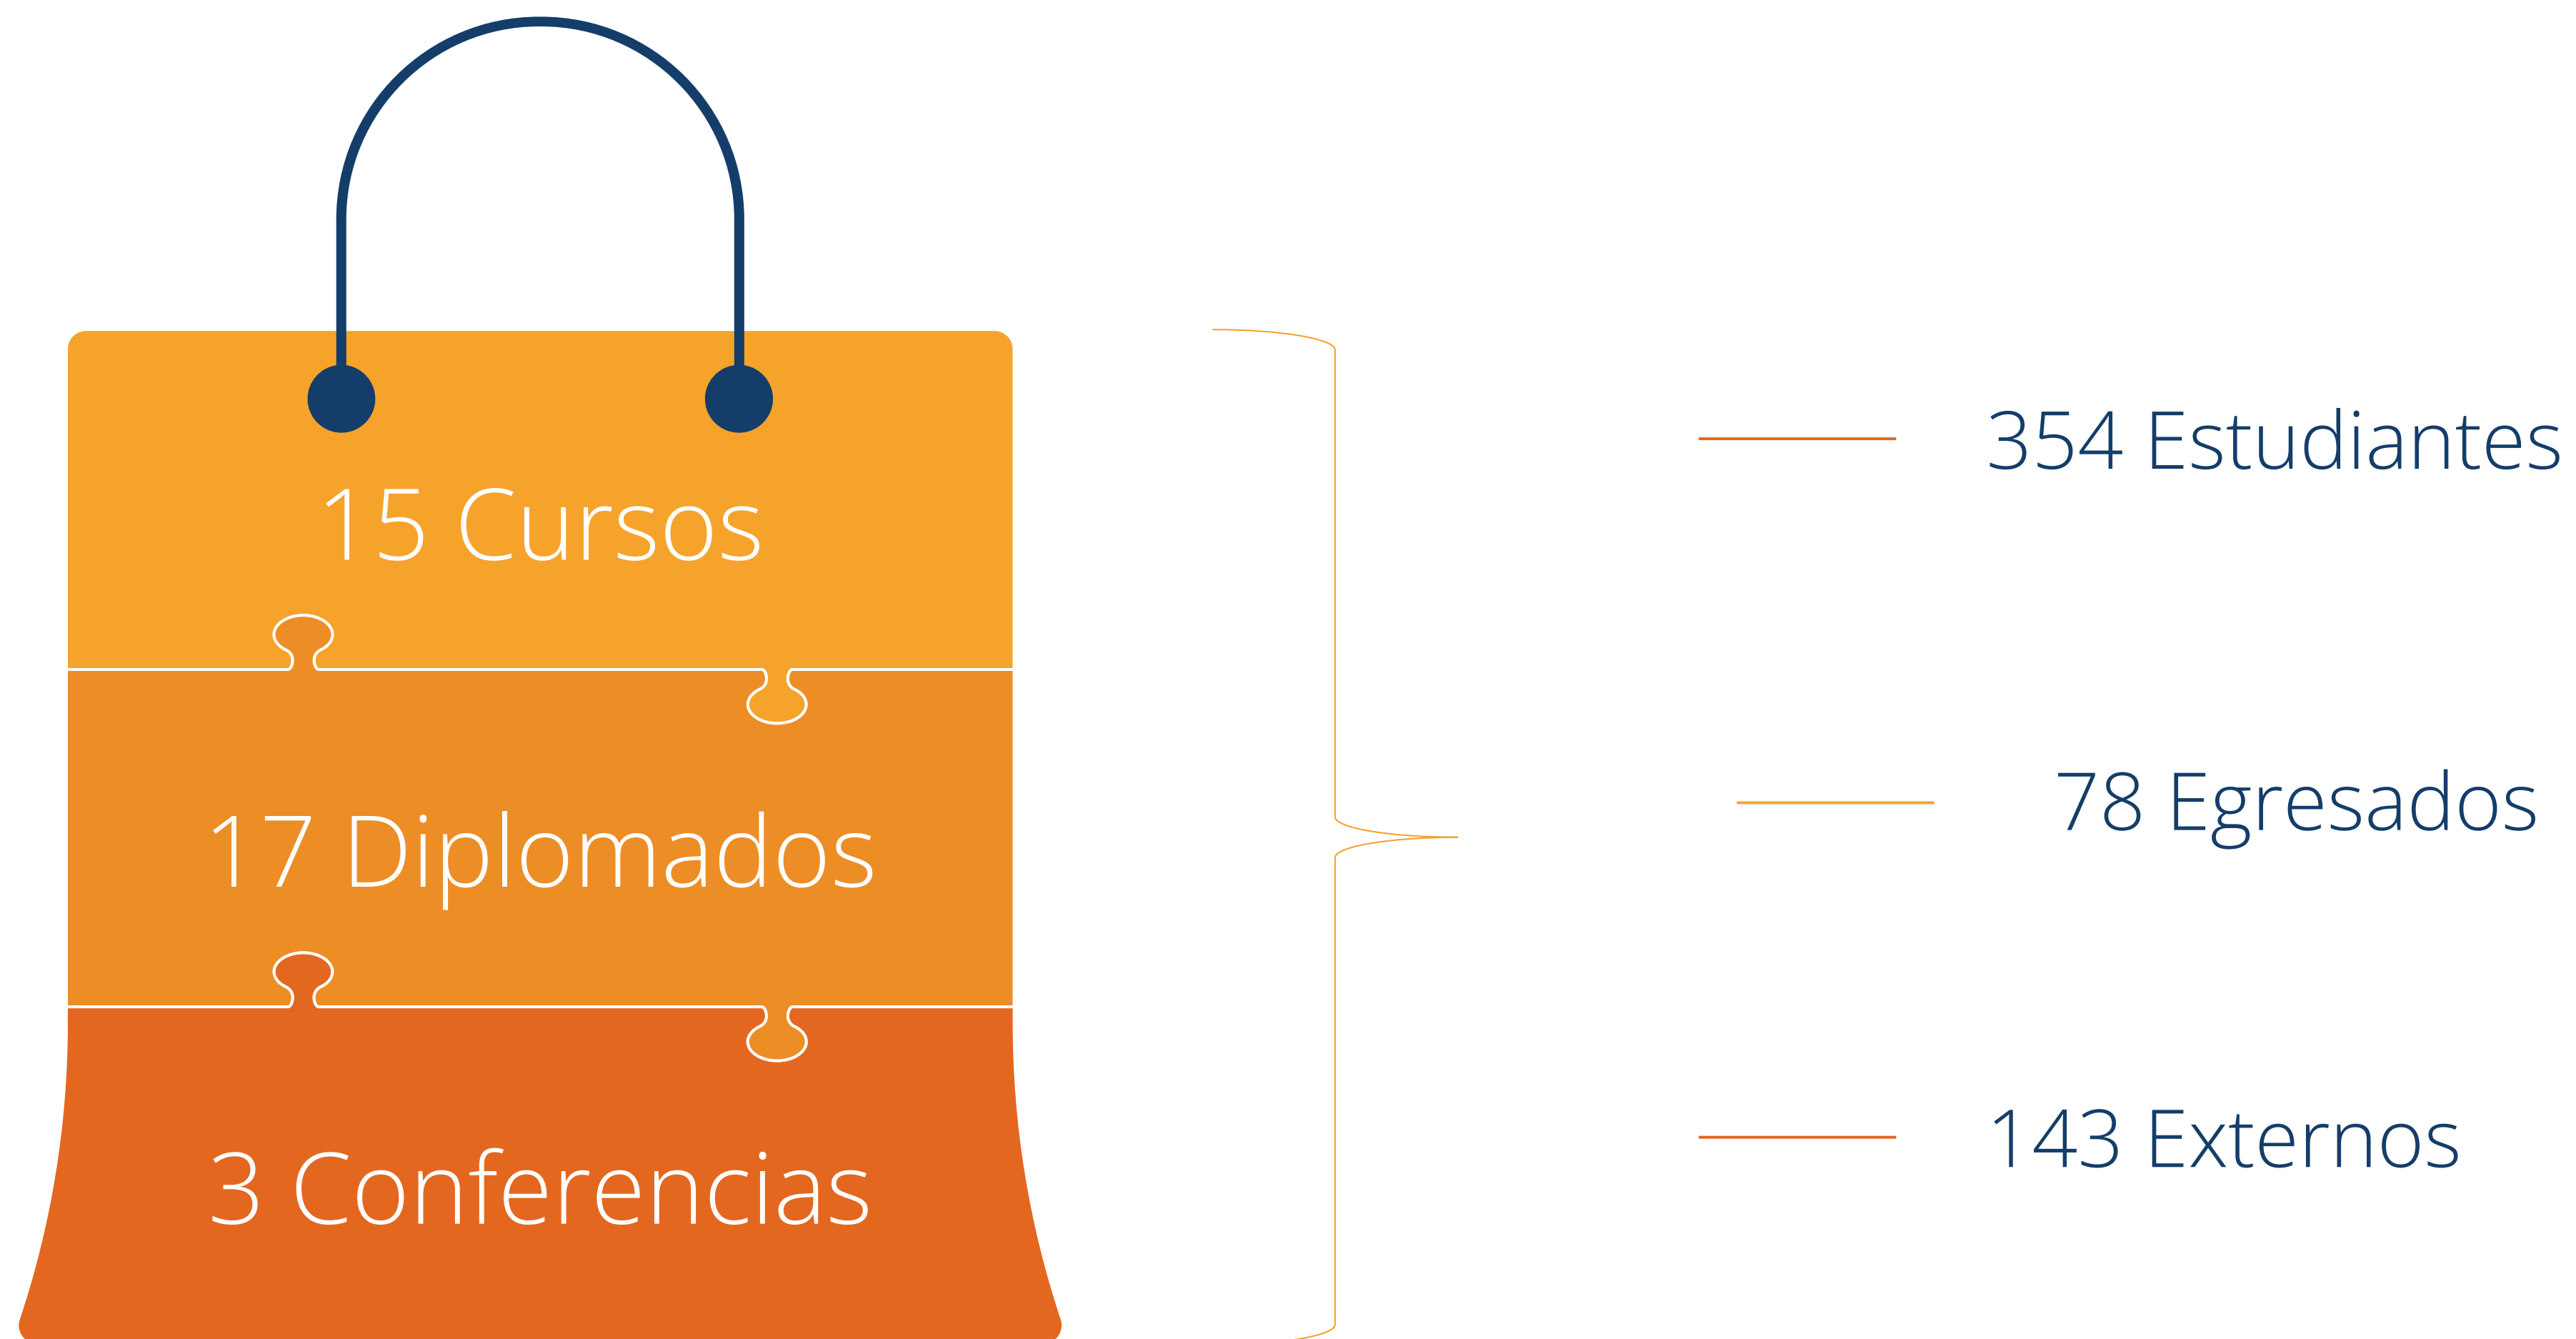 15 Cursos
17 Diplomados
3 Conferencias
354 Estudiantes
78 Egresados
143 Externos